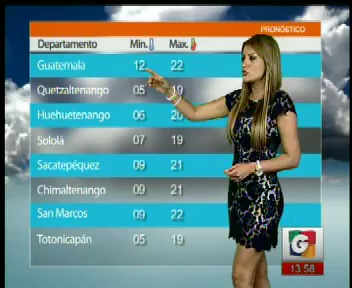 PRONÓSTICO
Departamento Min. Max.
Guatemala 12 22
Quetzaltenango 05 19
Huehuetenango 06 20
Sololá 07 19
Sacatepéquez 09 21
Chimaltenango 09 21
San Marcos 09 22
Totonicapán 05 19
G
13:58